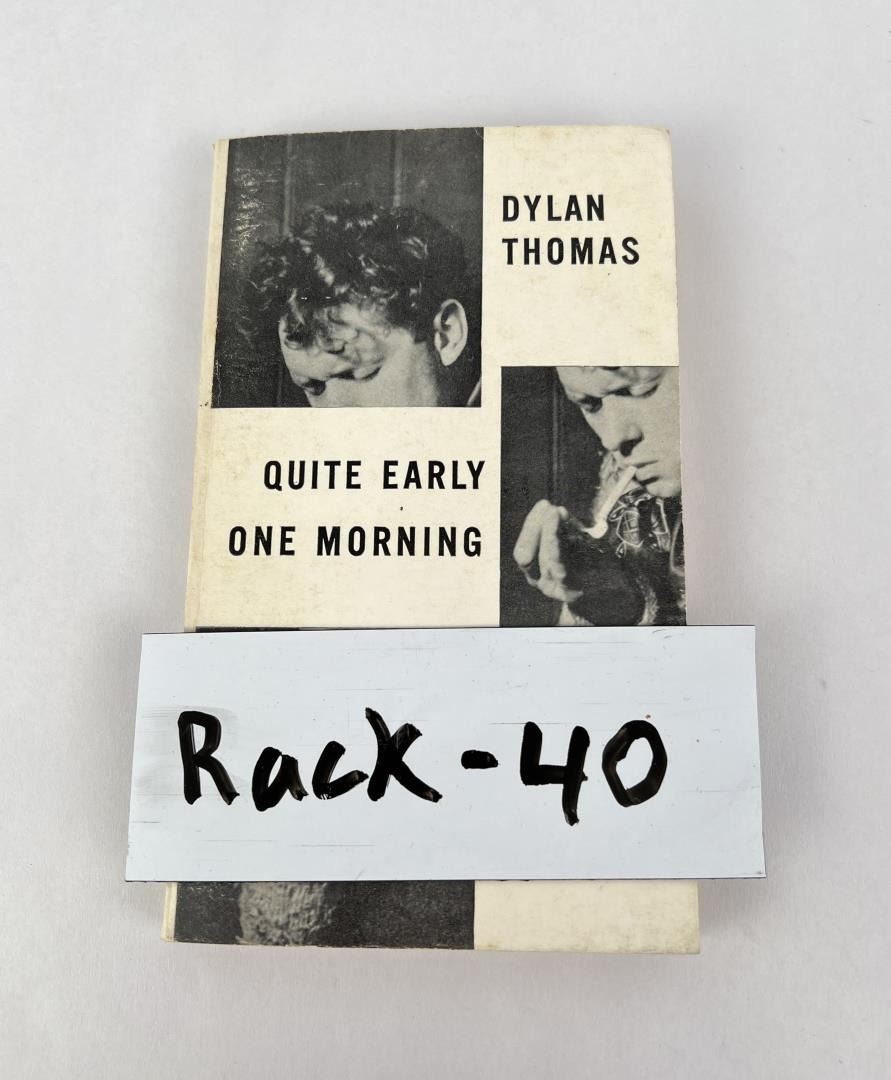 DYLAN
THOMAS
QUITE EARLY
ONE MORNING
Rack-40